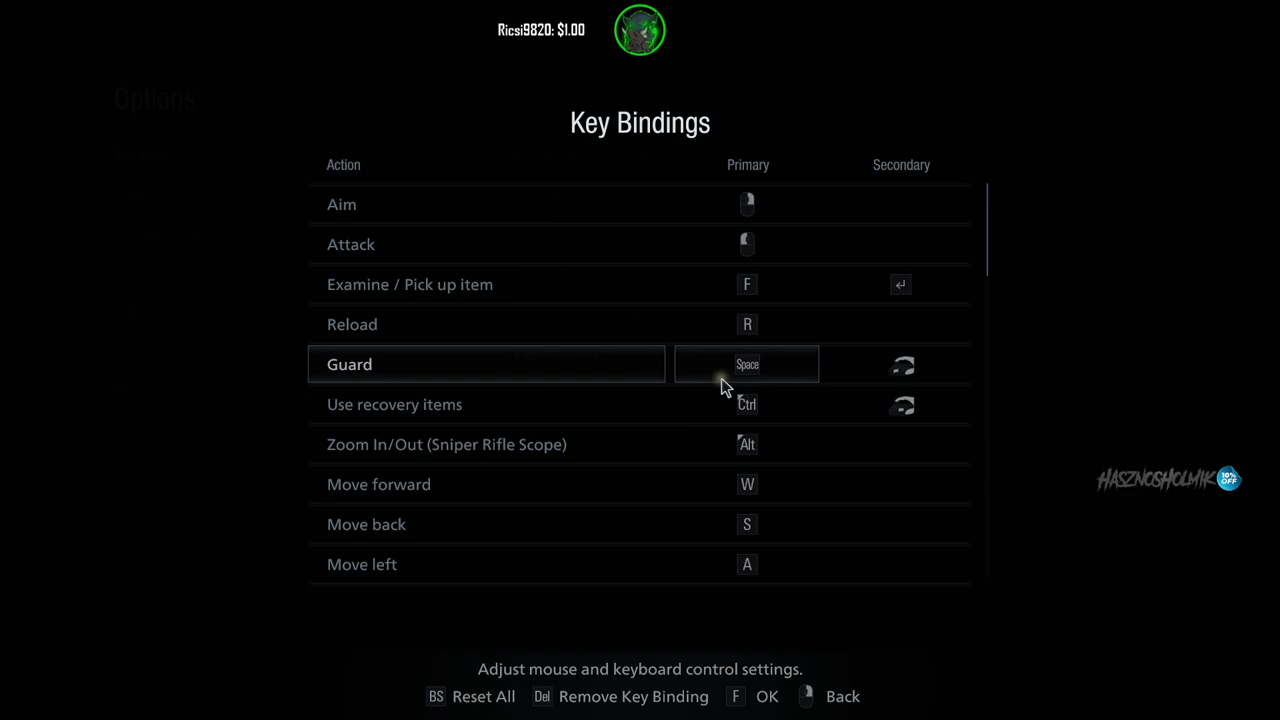 Ricsi9820: $1.00
Options
Key Bindings
Action Primary Secondary
Aim
Attack
Examine / Pick up item F ↵
Reload R
Guard Space
Use recovery items Ctrl
Zoom In/Out (Sniper Rifle Scope) Alt
Move forward W
HASZNOSHOLMIK 10% OFF
Move back S
Move left A
Adjust mouse and keyboard control settings.
BS Reset All Del Remove Key Binding F OK Back